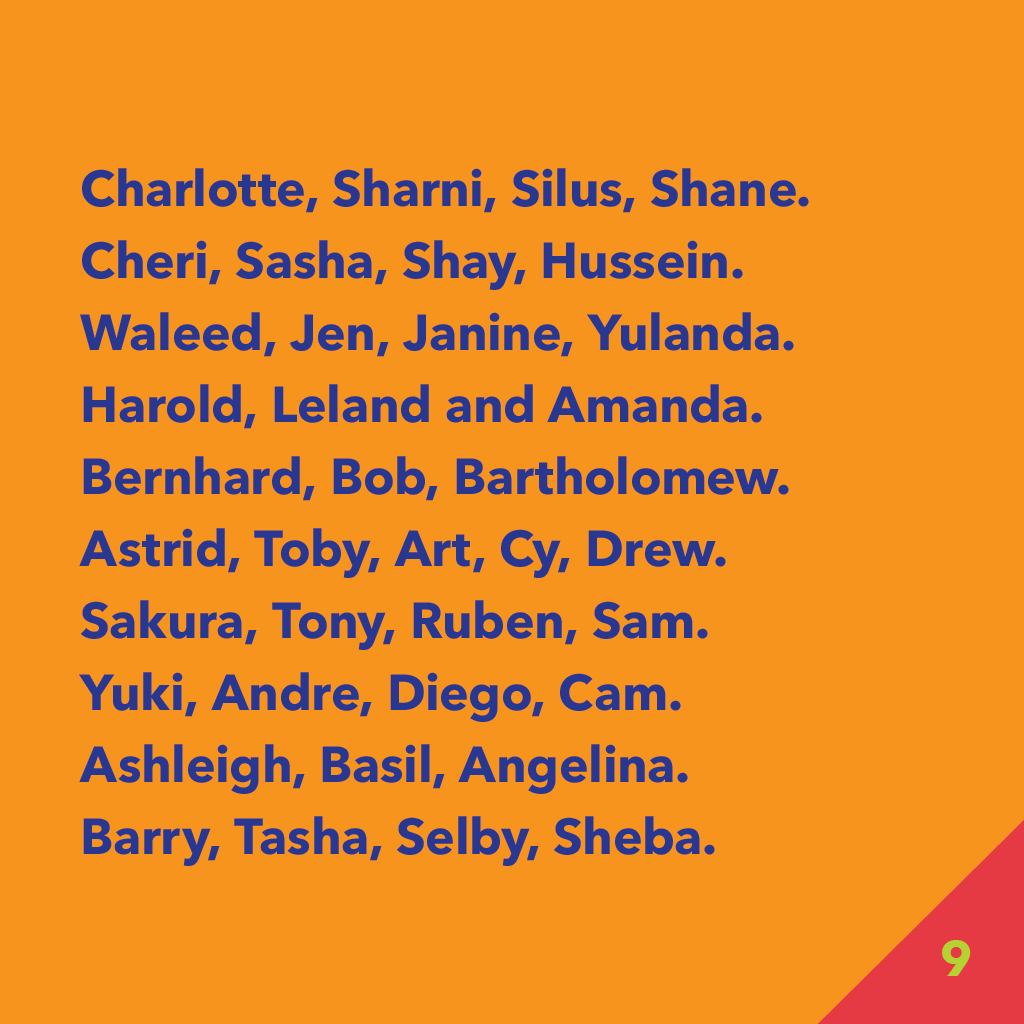 Charlotte, Sharni, Silus, Shane.
Cheri, Sasha, Shay, Hussein.
Waleed, Jen, Janine, Yulanda.
Harold, Leland and Amanda.
Bernhard, Bob, Bartholomew.
Astrid, Toby, Art, Cy, Drew.
Sakura, Tony, Ruben, Sam.
Yuki, Andre, Diego, Cam.
Ashleigh, Basil, Angelina.
Barry, Tasha, Selby, Sheba.
9